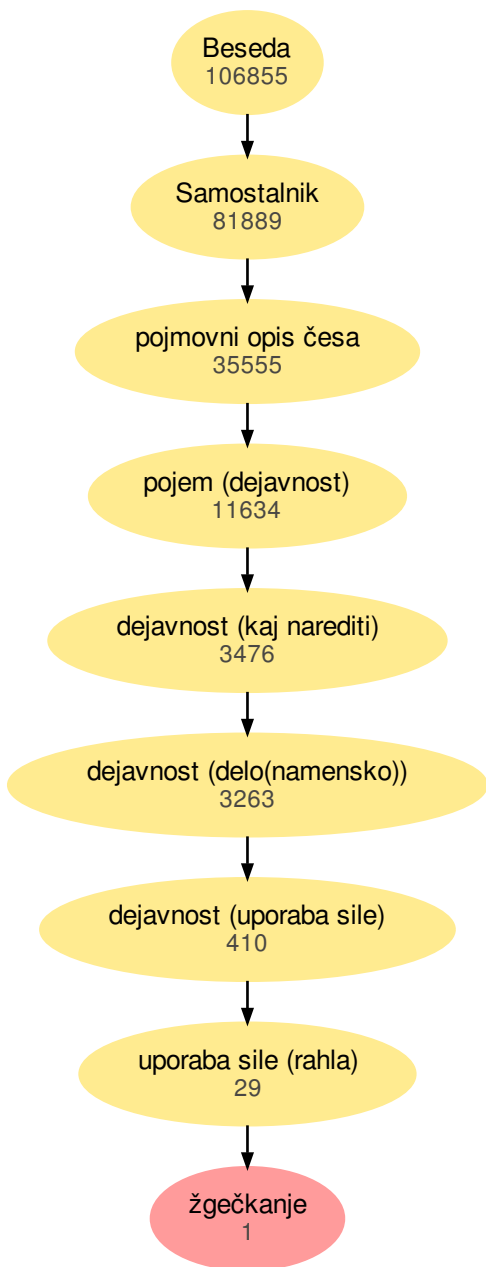 Beseda
106855
Samostalnik
81889
pojmovni opis česa
35555
pojem (dejavnost)
11634
dejavnost (kaj narediti)
3476
dejavnost (delo(namensko))
3263
dejavnost (uporaba sile)
410
uporaba sile (rahla)
29
žgečkanje
1